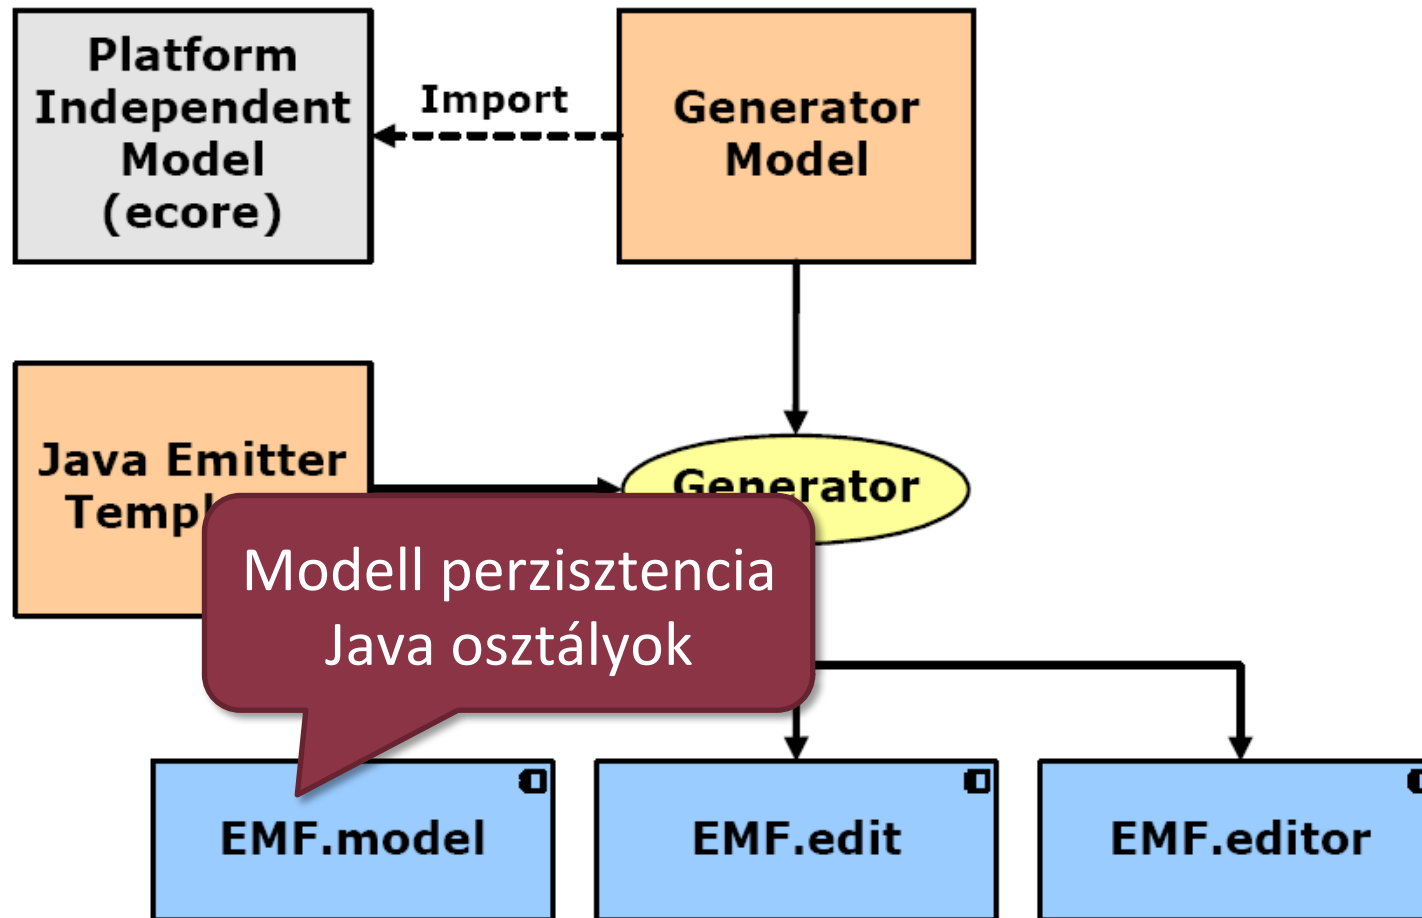 Platform
Independent
Model
(ecore)
Import
Generator
Model
Java Emitter
Generator
Modell perzisztencia
Java osztályok
EMF.model
EMF.edit
EMF.editor